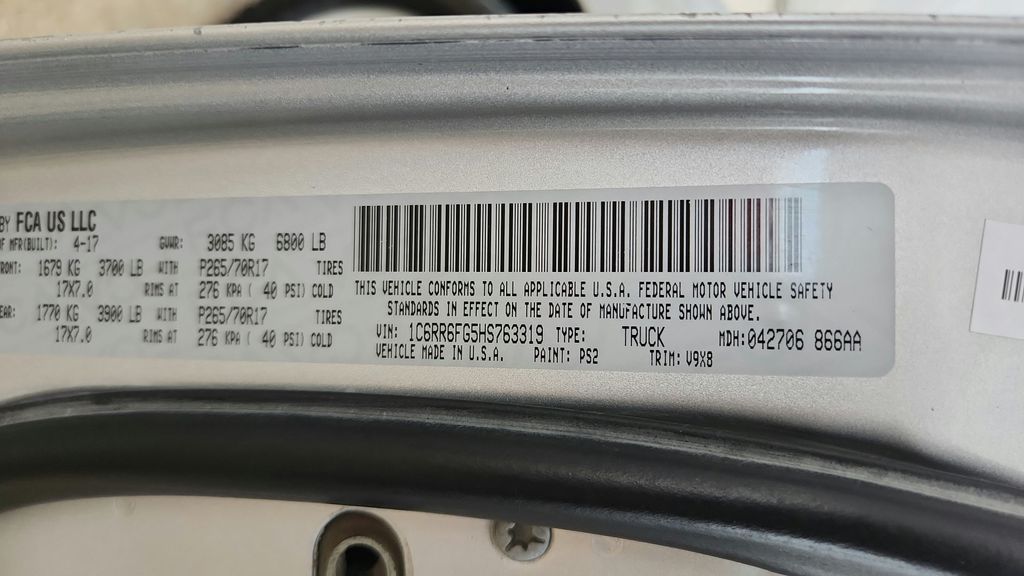 BY FCA US LLC
OF MFR(BUILT): 4-17 GVWR: 3085 KG 6800 LB
RONT: 1679 KG 3700 LB WITH P265/70R17 TIRES
17X7.0 RIMS AT 276 KPA ( 40 PSI) COLD
EAR: 1770 KG 3900 LB WITH P265/70R17 TIRES
17X7.0 RIMS AT 276 KPA ( 40 PSI) COLD
THIS VEHICLE CONFORMS TO ALL APPLICABLE U.S.A. FEDERAL MOTOR VEHICLE SAFETY
STANDARDS IN EFFECT ON THE DATE OF MANUFACTURE SHOWN ABOVE.
VIN: 1C6RR6FG5HS763319 TYPE: TRUCK MDH:042706 866AA
VEHICLE MADE IN U.S.A. PAINT: PS2 TRIM: V9X8